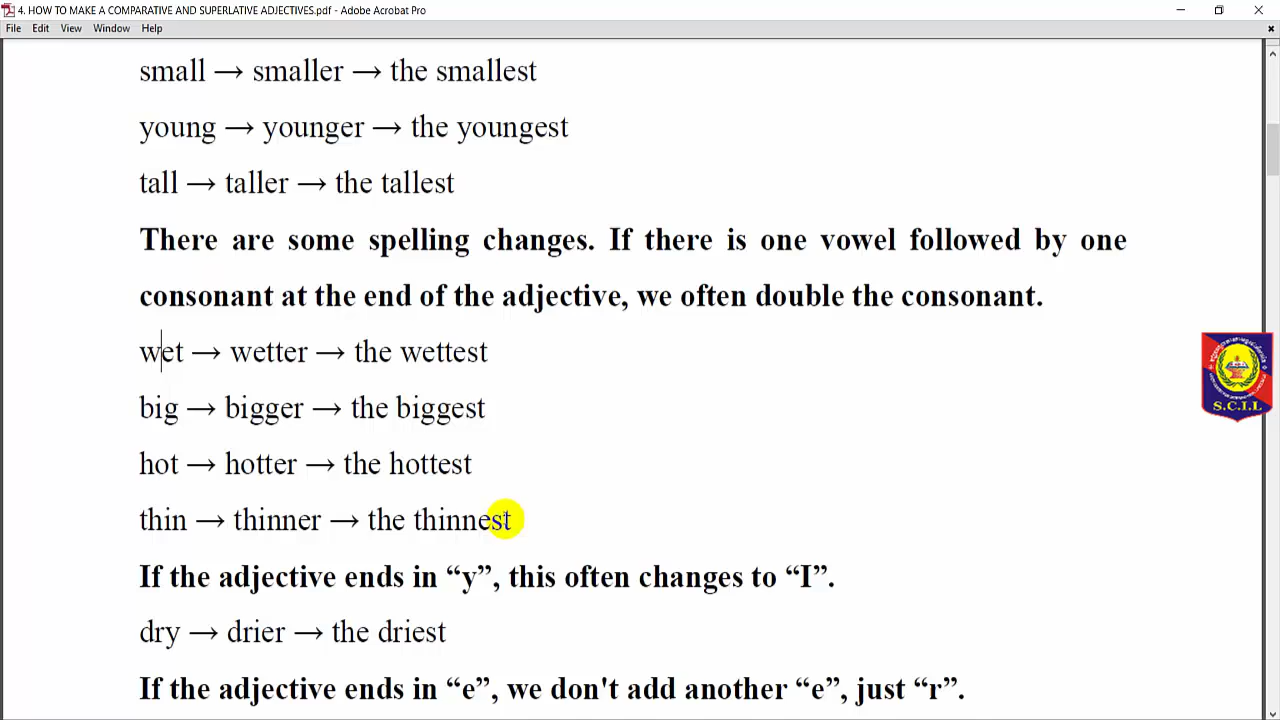 4. HOW TO MAKE A COMPARATIVE AND SUPERLATIVE ADJECTIVES.pdf - Adobe Acrobat Pro
File Edit View Window Help
small → smaller → the smallest
young → younger → the youngest
tall → taller → the tallest
There are some spelling changes. If there is one vowel followed by one
consonant at the end of the adjective, we often double the consonant.
wet → wetter → the wettest
big → bigger → the biggest
hot → hotter → the hottest
thin → thinner → the thinnest
If the adjective ends in “y”, this often changes to “I”.
dry → drier → the driest
If the adjective ends in “e”, we don't add another “e”, just “r”.
S.C.I.L